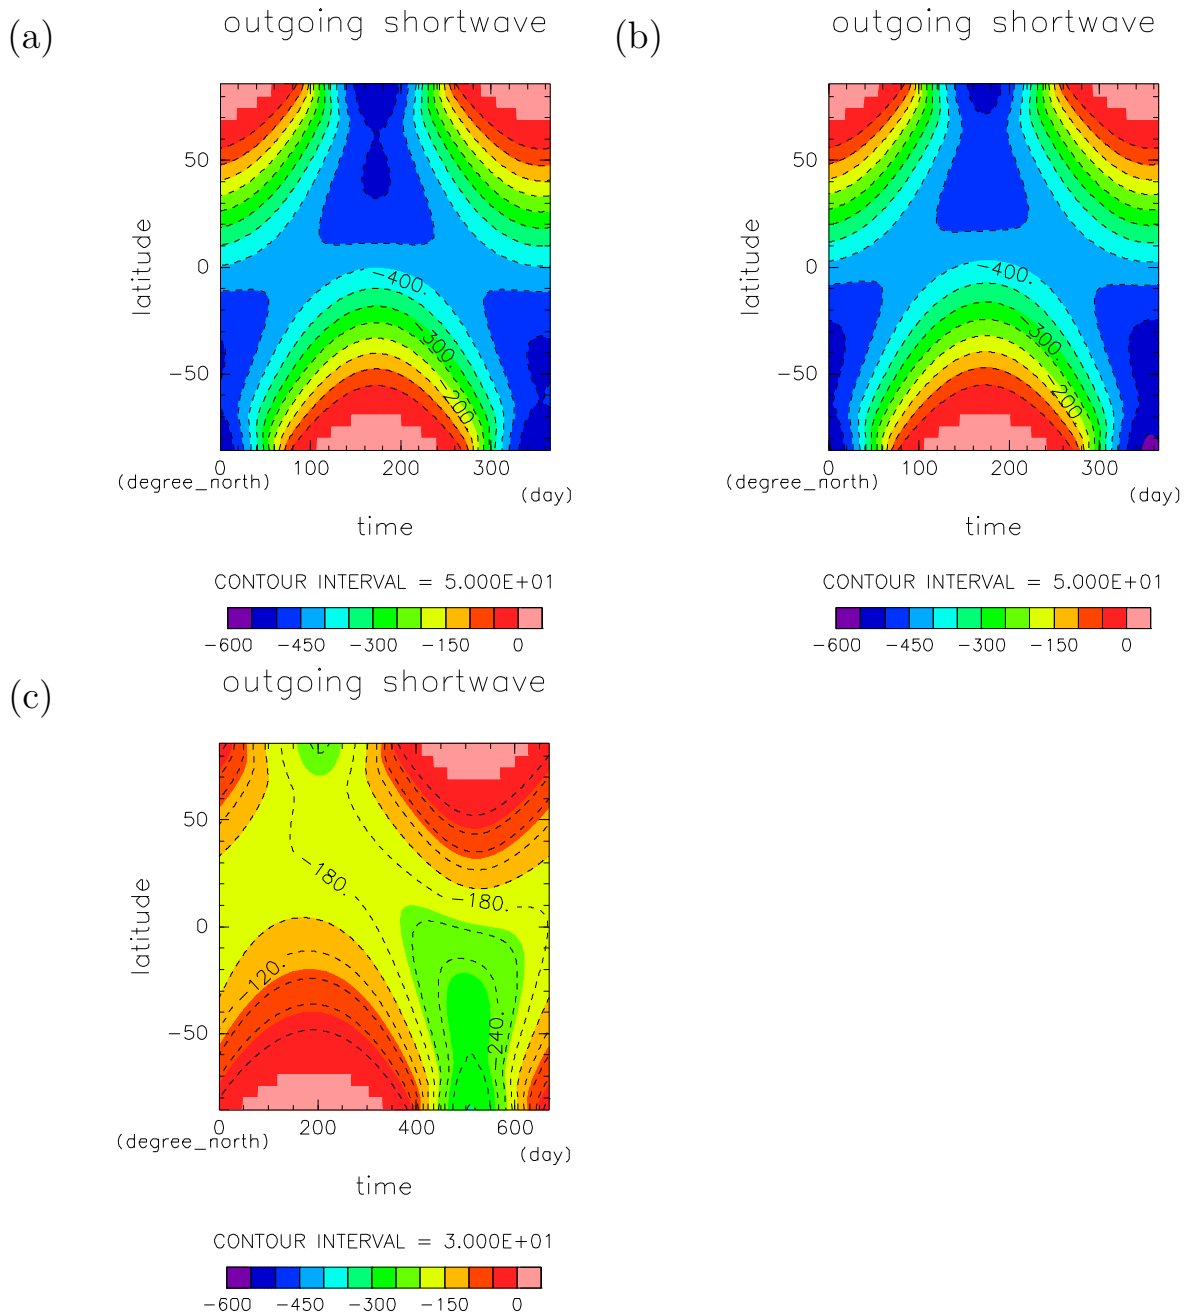 (a)
outgoing shortwave
50
0
−50
latitude
−400.
−300
−200
0 100 200 300
(degree_north)
(day)
time
CONTOUR INTERVAL = 5.000E+01
−600 −450 −300 −150 0
(b)
outgoing shortwave
50
0
−50
latitude
−400.
−300
−200
0 100 200 300
(degree_north)
(day)
time
CONTOUR INTERVAL = 5.000E+01
−600 −450 −300 −150 0
(c)
outgoing shortwave
50
0
−50
latitude
−180.
−180.
−120.
−240.
0 200 400 600
(degree_north)
(day)
time
CONTOUR INTERVAL = 3.000E+01
−600 −450 −300 −150 0